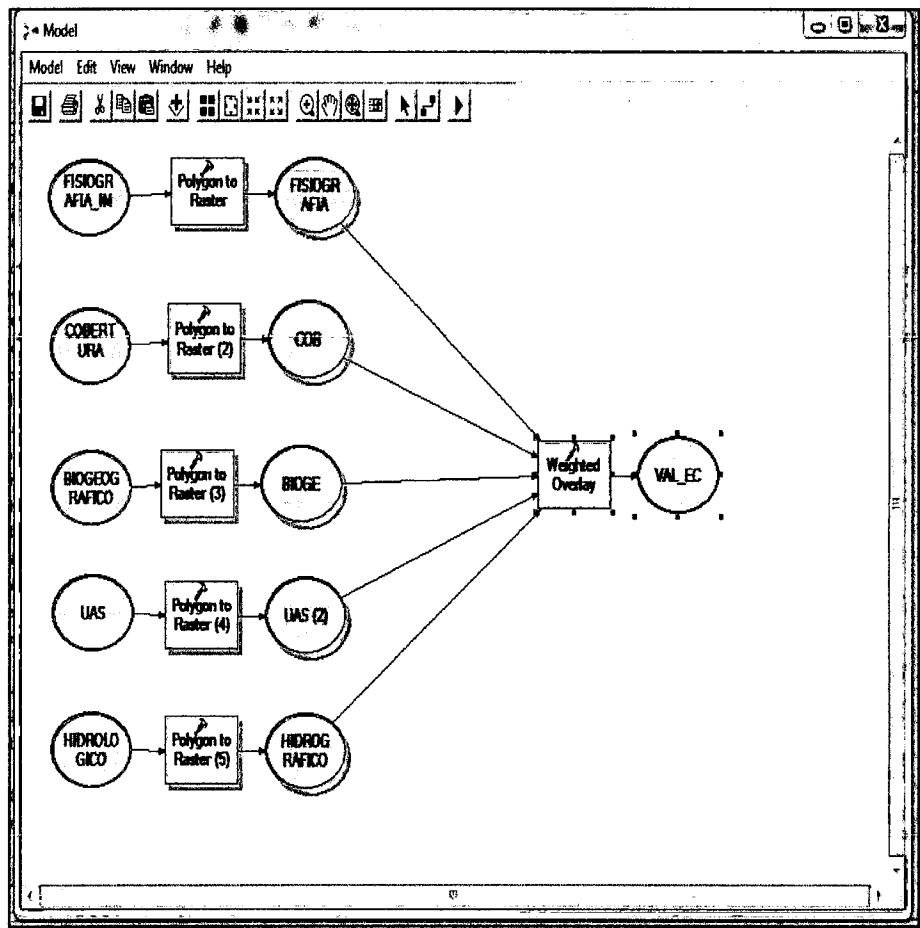 Model
Model Edit View Window Help
FISIOGR
AFIA_IM
Polygon to
Raster
FISIOGR
AFIA
COBERT
URA
Polygon to
Raster (2)
COB
BIOGEOG
RAFICO
Polygon to
Raster (3)
BIOGE
Weighted
Overlay
VAL_EC
UAS
Polygon to
Raster (4)
UAS (2)
HIDROLO
GICO
Polygon to
Raster (5)
HIDROG
RAFICO